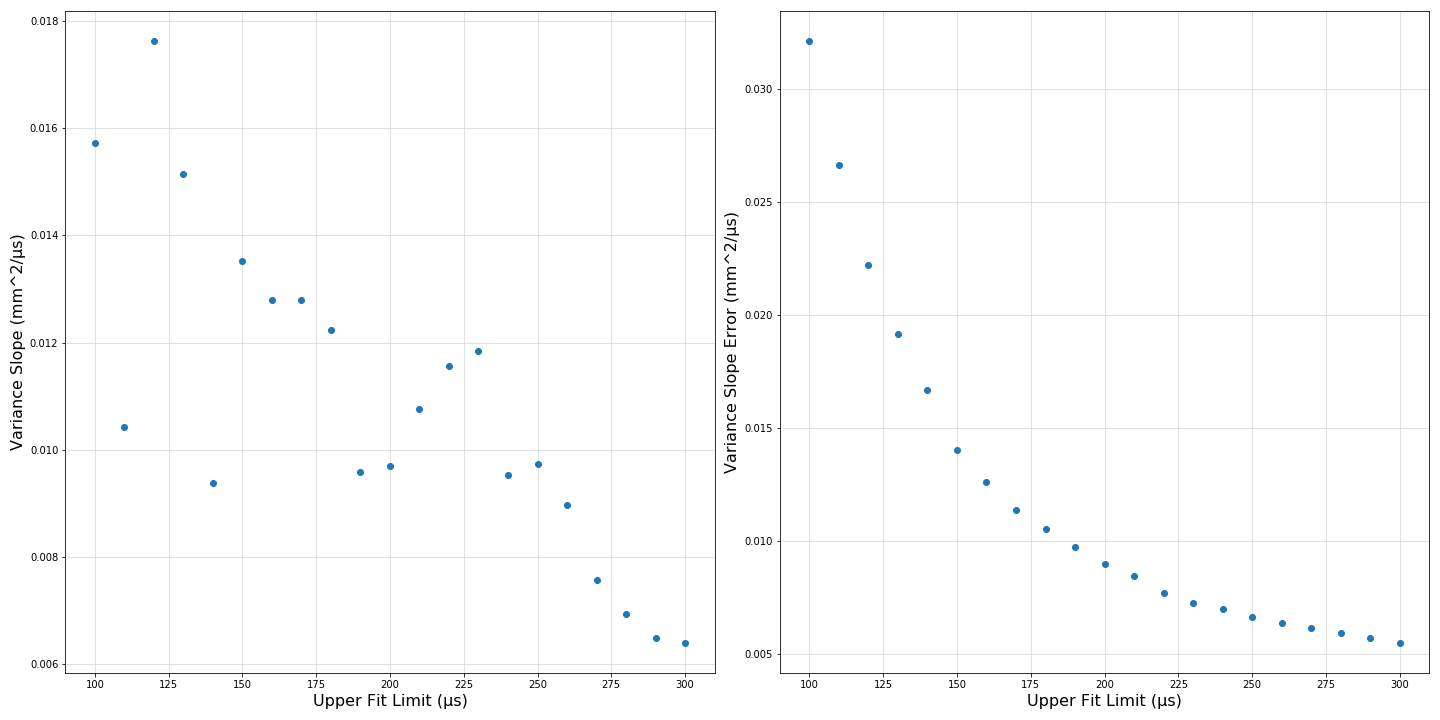 0.018
0.016
0.014
0.012
0.010
0.008
0.006
Variance Slope (mm^2/µs)
100 125 150 175 200 225 250 275 300
Upper Fit Limit (µs)
0.030
0.025
0.020
0.015
0.010
0.005
Variance Slope Error (mm^2/µs)
100 125 150 175 200 225 250 275 300
Upper Fit Limit (µs)